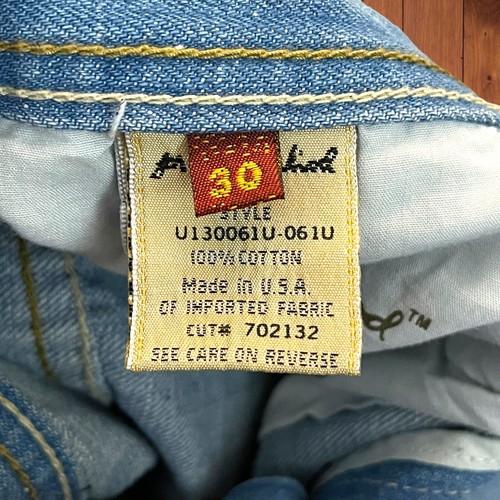 30
STYLE
U130061U-061U
100% COTTON
Made in U.S.A.
OF IMPORTED FABRIC
CUT# 702132
SEE CARE ON REVERSE